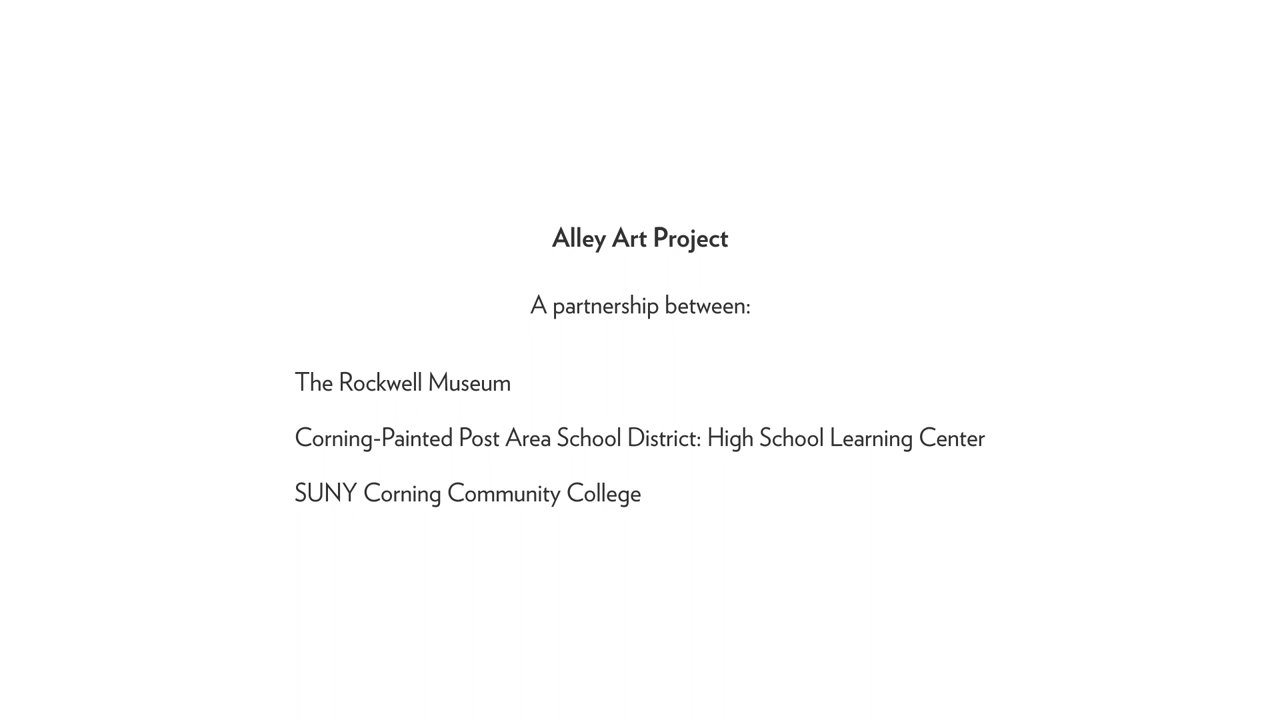 Alley Art Project
A partnership between:
The Rockwell Museum
Corning-Painted Post Area School District: High School Learning Center
SUNY Corning Community College